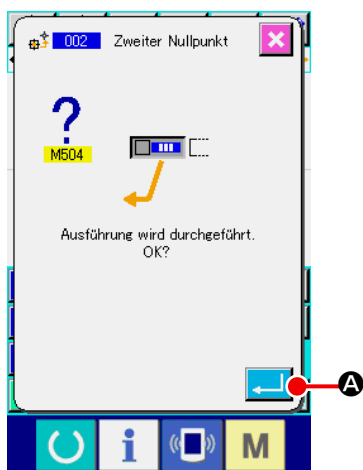 002 Zweiter Nullpunkt
?
M504
Ausführung wird durchgeführt.
OK?
A
i
M